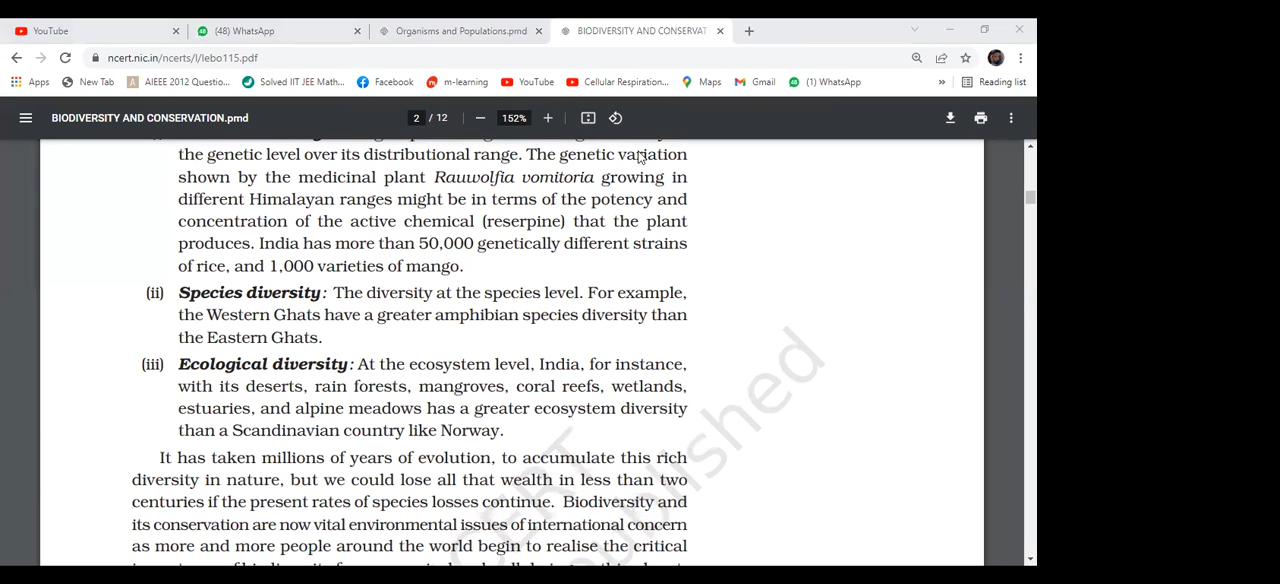 YouTube
(48) WhatsApp
Organisms and Populations.pmd
BIODIVERSITY AND CONSERVAT
ncert.nic.in/ncerts/l/lebo115.pdf
Apps New Tab AIEEE 2012 Questio... Solved IIT JEE Math... Facebook m-learning YouTube Cellular Respiration... Maps Gmail (1) WhatsApp » Reading list
BIODIVERSITY AND CONSERVATION.pmd 2 / 12 152%
the genetic level over its distributional range. The genetic variation
shown by the medicinal plant Rauwolfia vomitoria growing in
different Himalayan ranges might be in terms of the potency and
concentration of the active chemical (reserpine) that the plant
produces. India has more than 50,000 genetically different strains
of rice, and 1,000 varieties of mango.
(ii) Species diversity: The diversity at the species level. For example,
the Western Ghats have a greater amphibian species diversity than
the Eastern Ghats.
(iii) Ecological diversity: At the ecosystem level, India, for instance,
with its deserts, rain forests, mangroves, coral reefs, wetlands,
estuaries, and alpine meadows has a greater ecosystem diversity
than a Scandinavian country like Norway.
It has taken millions of years of evolution, to accumulate this rich
diversity in nature, but we could lose all that wealth in less than two
centuries if the present rates of species losses continue. Biodiversity and
its conservation are now vital environmental issues of international concern
as more and more people around the world begin to realise the critical